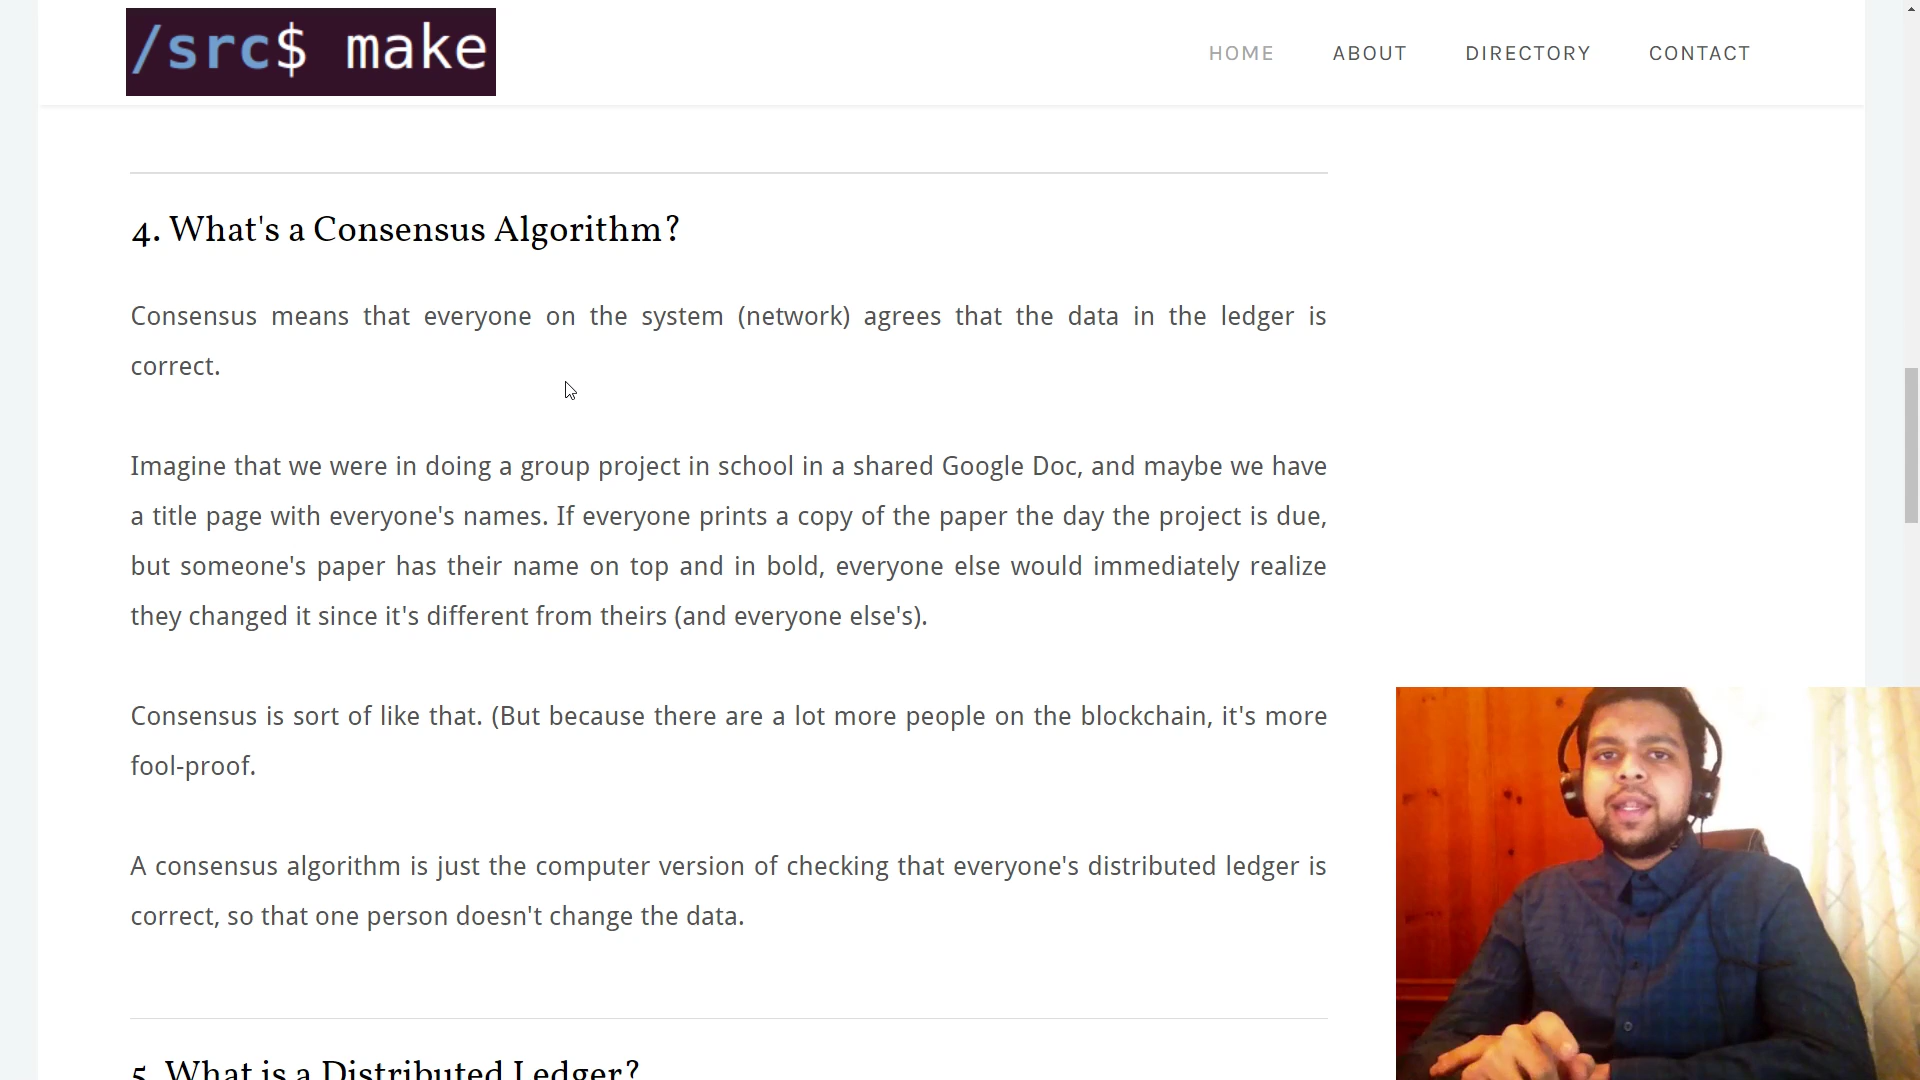 /src$ make
HOME ABOUT DIRECTORY CONTACT
4. What's a Consensus Algorithm?
Consensus means that everyone on the system (network) agrees that the data in the ledger is
correct.
Imagine that we were in doing a group project in school in a shared Google Doc, and maybe we have
a title page with everyone's names. If everyone prints a copy of the paper the day the project is due,
but someone's paper has their name on top and in bold, everyone else would immediately realize
they changed it since it's different from theirs (and everyone else's).
Consensus is sort of like that. (But because there are a lot more people on the blockchain, it's more
fool-proof.
A consensus algorithm is just the computer version of checking that everyone's distributed ledger is
correct, so that one person doesn't change the data.
5. What is a Distributed Ledger?